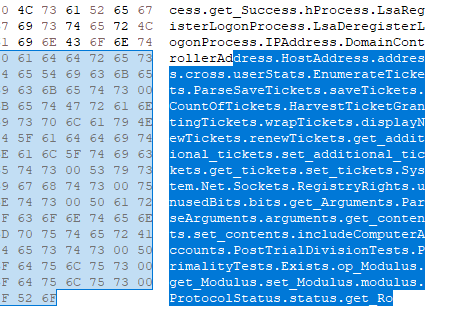 0 4C 73 61 52 65 67 cess.get_Success.hProcess.LsaReg
7 69 73 74 65 72 4C isterLogonProcess.LsaDeregisterL
1 69 6E 43 6F 6E 74 ogonProcess.IPAddress.DomainCont
0 61 64 64 72 65 73 rollerAddress.HostAddress.addres
4 65 54 69 63 6B 65 s.cross.userStats.EnumerateTicke
9 63 6B 65 74 73 00 ts.ParseSaveTickets.saveTickets.
B 65 74 47 72 61 6E CountOfTickets.HarvestTicketGran
9 73 70 6C 61 79 4E tingTickets.wrapTickets.displayN
4 5F 61 64 64 69 74 ewTickets.renewTickets.get_addit
E 61 6C 5F 74 69 63 ional_tickets.set_additional_tic
5 74 73 00 53 79 73 kets.get_tickets.set_tickets.Sys
9 67 68 74 73 00 75 tem.Net.Sockets.RegistryRights.u
E 74 73 00 50 61 72 nusedBits.bits.get_Arguments.Par
F 63 6F 6E 74 65 6E seArguments.arguments.get_conten
D 70 75 74 65 72 41 ts.set_contents.includeComputerA
4 65 73 74 73 00 50 ccounts.PostTrialDivisionTests.P
F 64 75 6C 75 73 00 rimalityTests.Exists.op_Modulus.
F 64 75 6C 75 73 00 get_Modulus.set_Modulus.modulus.
F 52 6F ProtocolStatus.status.get_Ro